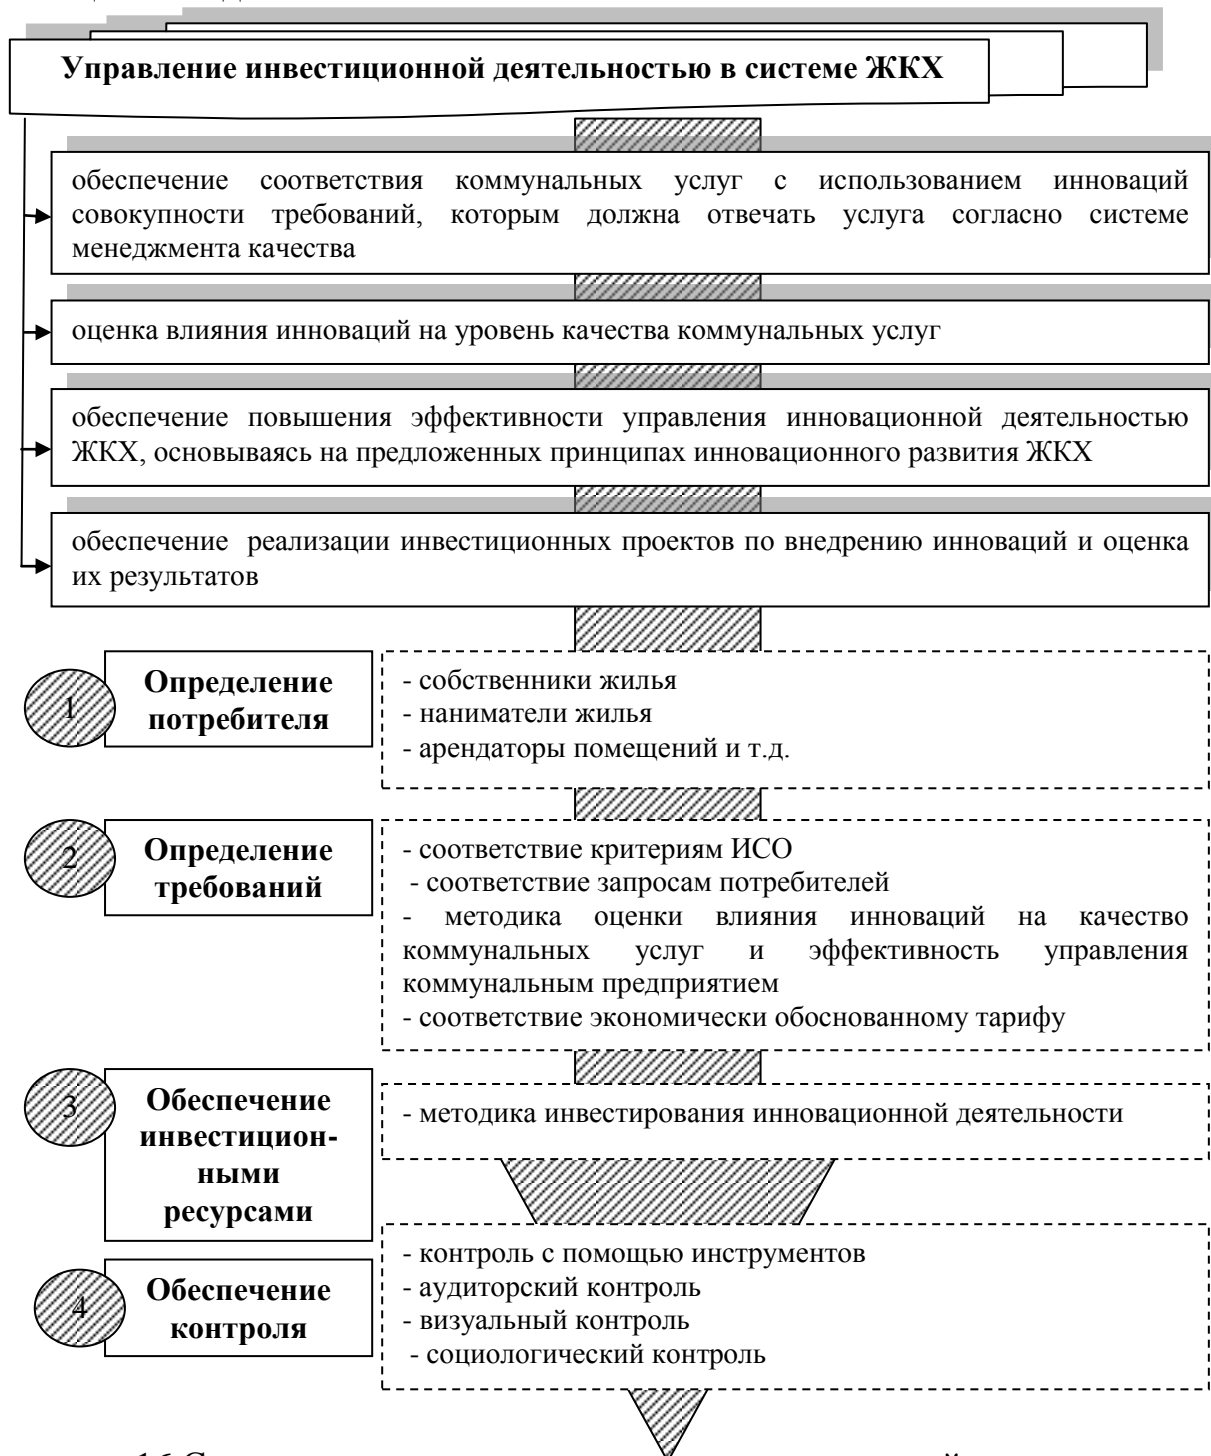 Управление инвестиционной деятельностью в системе ЖКХ
обеспечение соответствия коммунальных услуг с использованием инноваций
совокупности требований, которым должна отвечать услуга согласно системе
менеджмента качества
оценка влияния инноваций на уровень качества коммунальных услуг
обеспечение повышения эффективности управления инновационной деятельностью
ЖКХ, основываясь на предложенных принципах инновационного развития ЖКХ
обеспечение реализации инвестиционных проектов по внедрению инноваций и оценка
их результатов
1
Определение
потребителя
- собственники жилья
- наниматели жилья
- арендаторы помещений и т.д.
2
Определение
требований
- соответствие критериям ИСО
- соответствие запросам потребителей
- методика оценки влияния инноваций на качество
коммунальных услуг и эффективность управления
коммунальным предприятием
- соответствие экономически обоснованному тарифу
3
Обеспечение
инвестицион-
ными
ресурсами
- методика инвестирования инновационной деятельности
4
Обеспечение
контроля
- контроль с помощью инструментов
- аудиторский контроль
- визуальный контроль
- социологический контроль